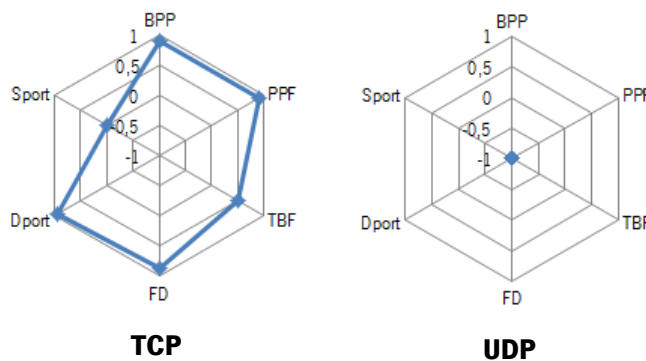 BPP
1
0,5
0
-0,5
-1
PPF
TBF
FD
Dport
Sport
TCP
BPP
1
0,5
0
-0,5
-1
PPF
TBF
FD
Dport
Sport
UDP